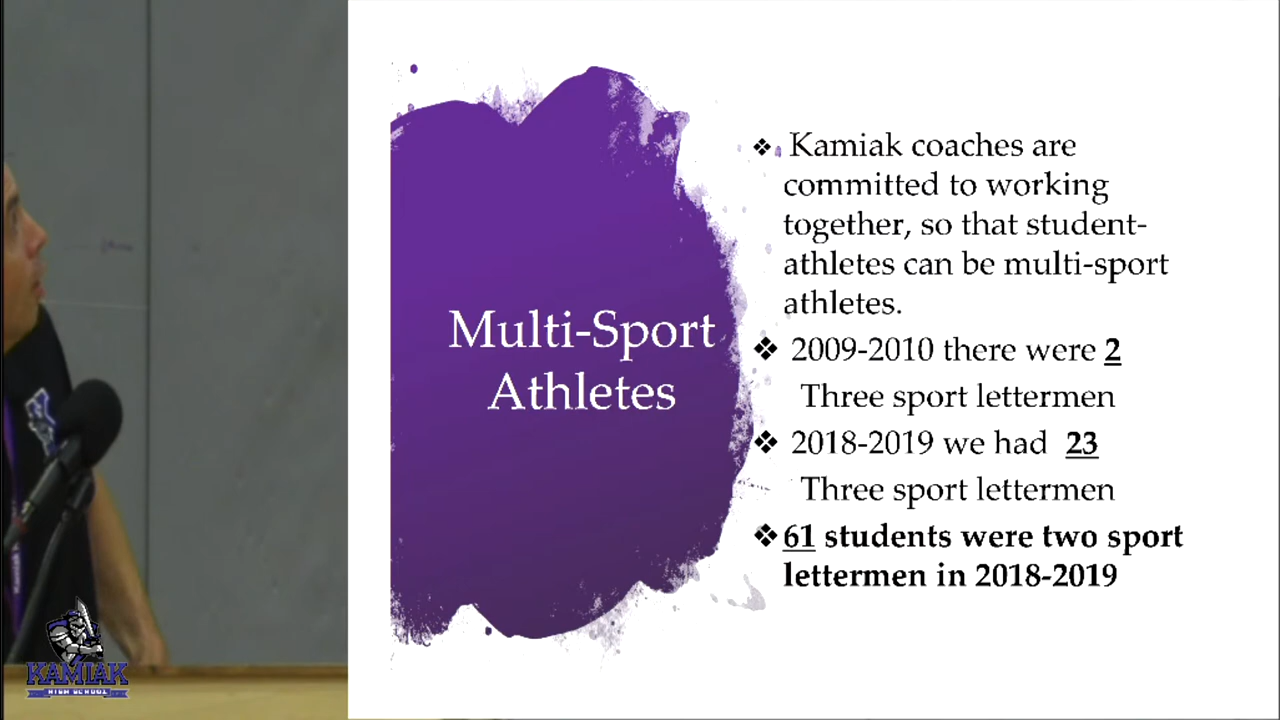 Multi-Sport
Athletes
❖ Kamiak coaches are
committed to working
together, so that student-
athletes can be multi-sport
athletes.
❖ 2009-2010 there were 2
Three sport lettermen
❖ 2018-2019 we had 23
Three sport lettermen
❖ 61 students were two sport
lettermen in 2018-2019
KAMIAK
HIGH SCHOOL